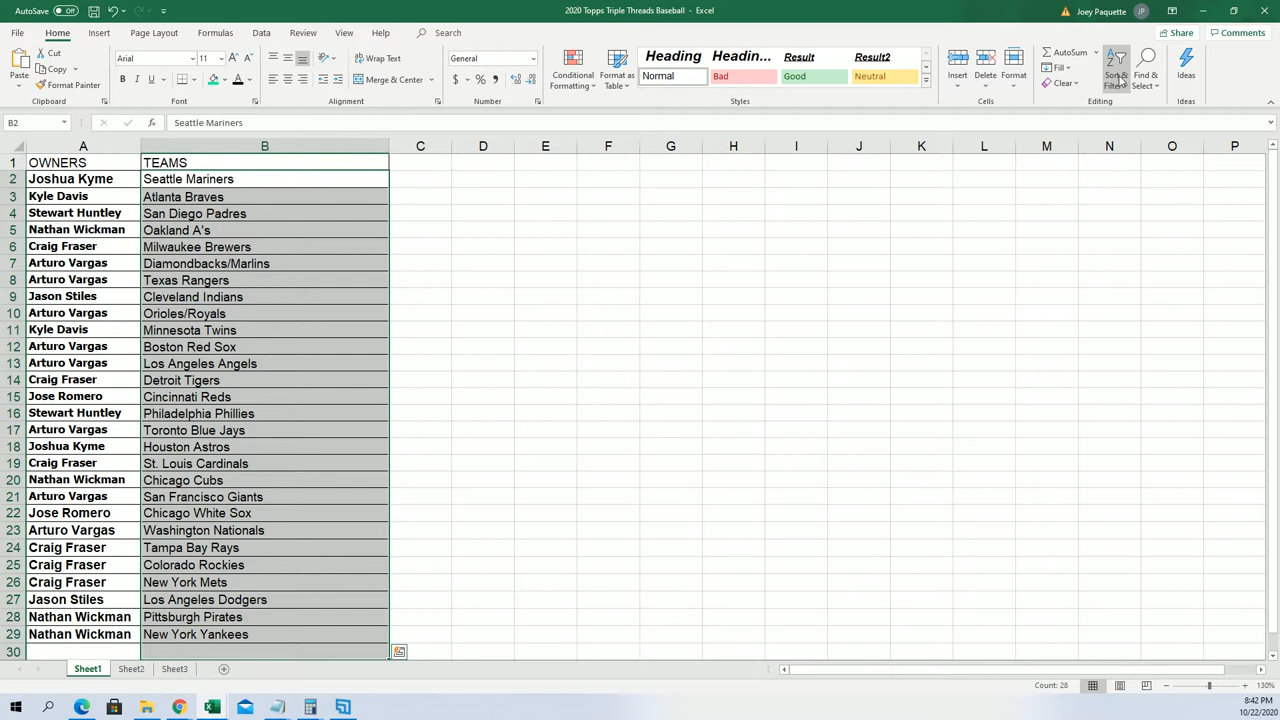 AutoSave Off
2020 Topps Triple Threads Baseball - Excel
Joey Paquette JP
File Home Insert Page Layout Formulas Data Review View Help Search
Share Comments
Paste
Cut
Copy
Format Painter
Clipboard
Arial 11
B I U
Font
Wrap Text
Merge & Center
Alignment
General
$ % ,
Number
Conditional Formatting
Format as Table
Heading Headin... Result Result2
Normal Bad Good Neutral
Styles
Insert Delete Format
Cells
AutoSum
Fill
Clear
Sort & Filter
Find & Select
Editing
Ideas
Ideas
B2 fx Seattle Mariners
A B C D E F G H I J K L M N O P
1 OWNERS TEAMS
2 Joshua Kyme Seattle Mariners
3 Kyle Davis Atlanta Braves
4 Stewart Huntley San Diego Padres
5 Nathan Wickman Oakland A's
6 Craig Fraser Milwaukee Brewers
7 Arturo Vargas Diamondbacks/Marlins
8 Arturo Vargas Texas Rangers
9 Jason Stiles Cleveland Indians
10 Arturo Vargas Orioles/Royals
11 Kyle Davis Minnesota Twins
12 Arturo Vargas Boston Red Sox
13 Arturo Vargas Los Angeles Angels
14 Craig Fraser Detroit Tigers
15 Jose Romero Cincinnati Reds
16 Stewart Huntley Philadelphia Phillies
17 Arturo Vargas Toronto Blue Jays
18 Joshua Kyme Houston Astros
19 Craig Fraser St. Louis Cardinals
20 Nathan Wickman Chicago Cubs
21 Arturo Vargas San Francisco Giants
22 Jose Romero Chicago White Sox
23 Arturo Vargas Washington Nationals
24 Craig Fraser Tampa Bay Rays
25 Craig Fraser Colorado Rockies
26 Craig Fraser New York Mets
27 Jason Stiles Los Angeles Dodgers
28 Nathan Wickman Pittsburgh Pirates
29 Nathan Wickman New York Yankees
30
Sheet1 Sheet2 Sheet3
Count: 28
130%
8:42 PM
10/22/2020